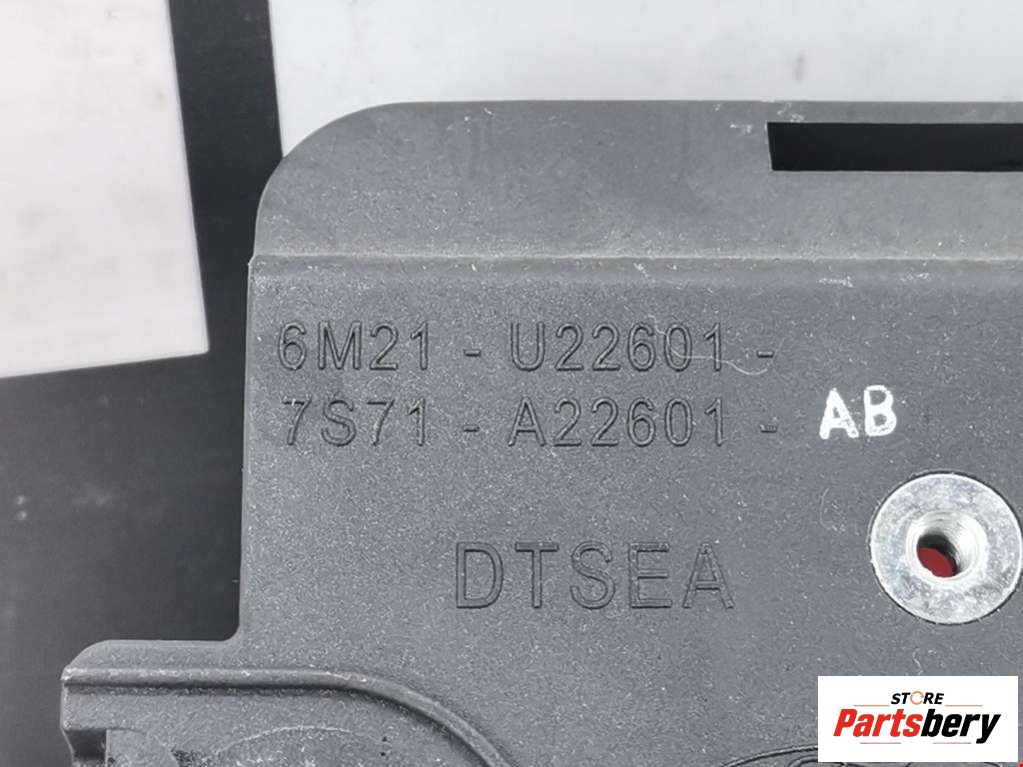 6M21 - U22601 -
7S71 - A22601 - AB
DTSEA
STORE
Partsbery